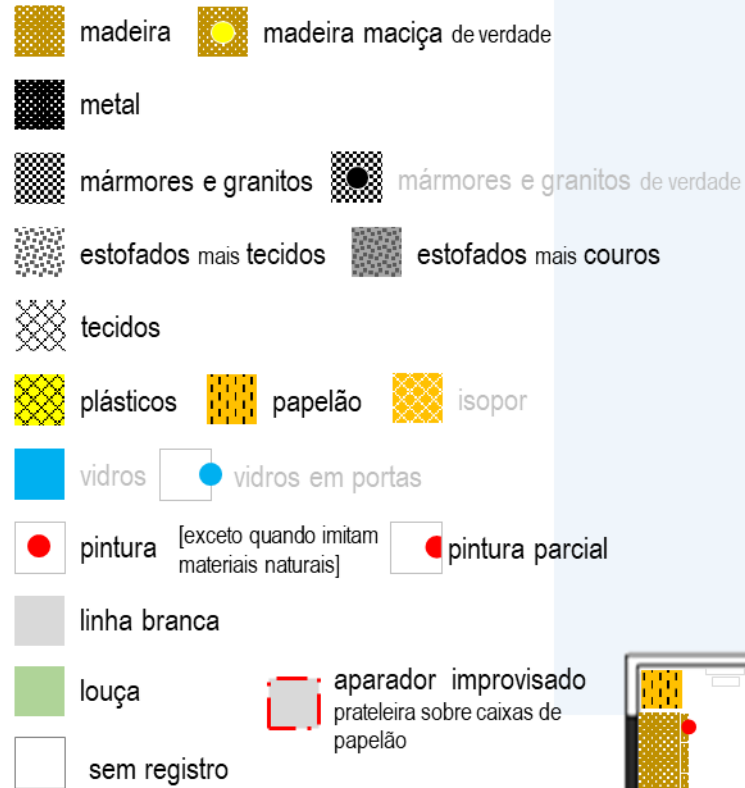 madeira madeira maciça de verdade
metal
mármores e granitos mármores e granitos de verdade
estofados mais tecidos estofados mais couros
tecidos
plásticos papelão isopor
vidros vidros em portas
pintura [exceto quando imitam
materiais naturais] pintura parcial
linha branca
louça aparador improvisado
prateleira sobre caixas de
papelão
sem registro